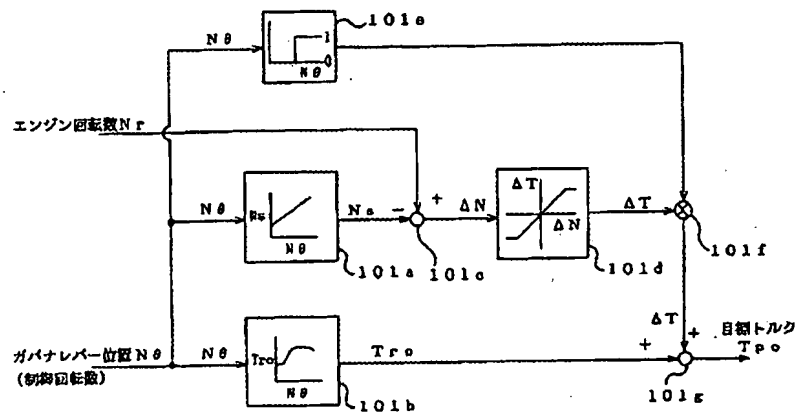 Nθ
1
0
Nθ
101e
エンジン回転数Nr
Nθ
Ns
Nθ
101a
Ns
−
+
101c
ΔN
ΔT
ΔN
101d
ΔT
101f
ガバナレバー位置Nθ
(制御回転数)
Nθ
Tro
Nθ
101b
Tro
ΔT
+
+
101g
目標トルク
Tpo